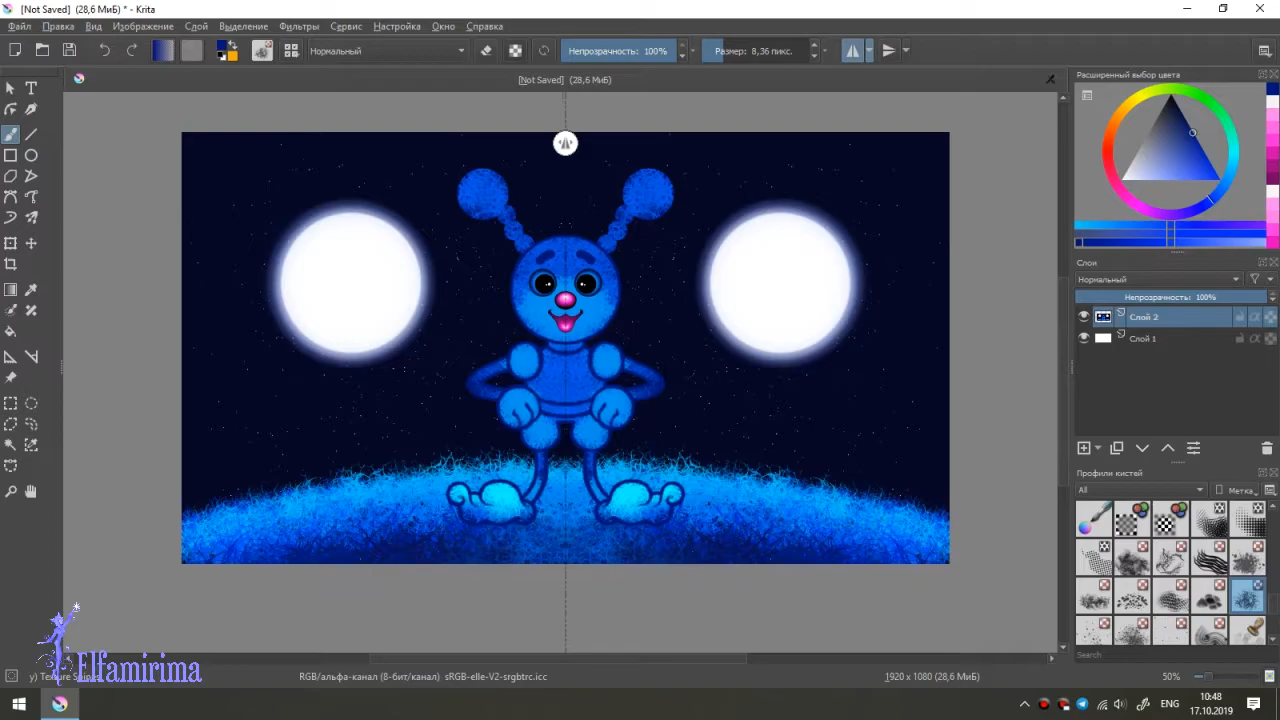 [Not Saved] (28,6 МиБ) * - Krita
Файл Правка Вид Изображение Слой Выделение Фильтры Сервис Настройка Окно Справка
Нормальный
Непрозрачность: 100%
Размер: 8,36 пикс.
[Not Saved] (28,6 МиБ)
Расширенный выбор цвета
Слои
Нормальный
Непрозрачность: 100%
Слой 2
Слой 1
Профили кистей
All
Метка
Search
Elfamirima
RGB/альфа-канал (8-бит/канал) sRGB-elle-V2-srgbtrc.icc
1920 x 1080 (28,6 МиБ)
50%
ENG
10:48
17.10.2019